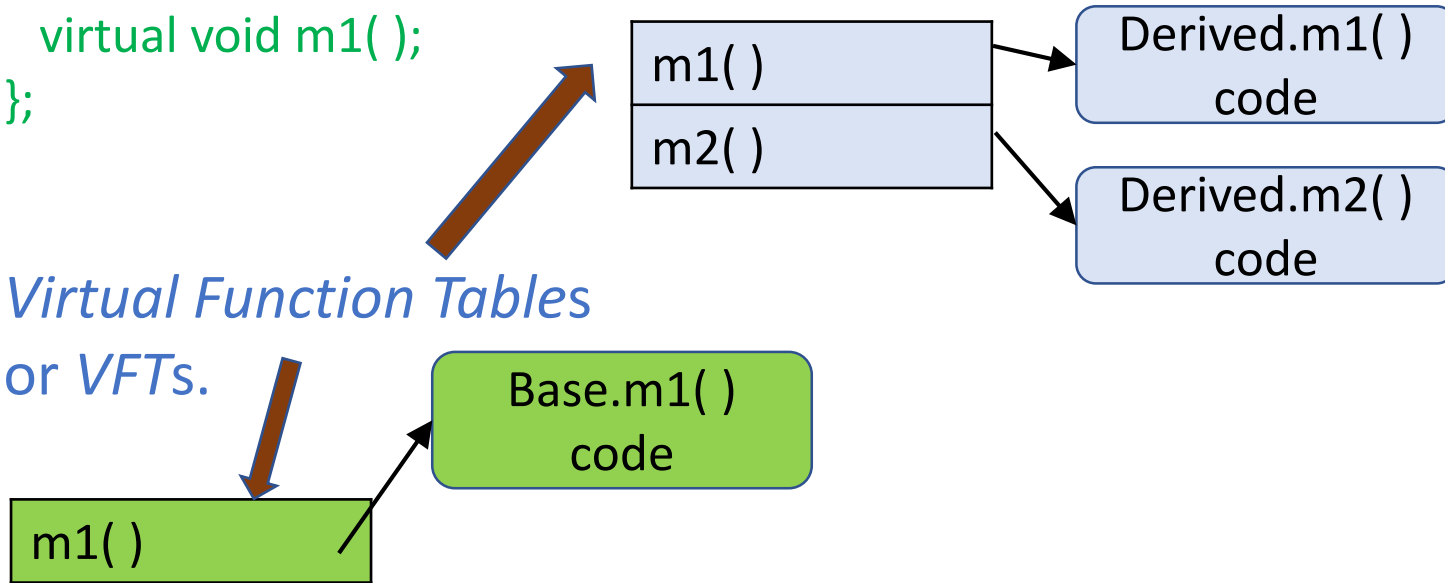 virtual void m1( );
};
m1( )
m2( )
Derived.m1( )
code
Derived.m2( )
code
Virtual Function Tables
or VFTs.
Base.m1( )
code
m1( )